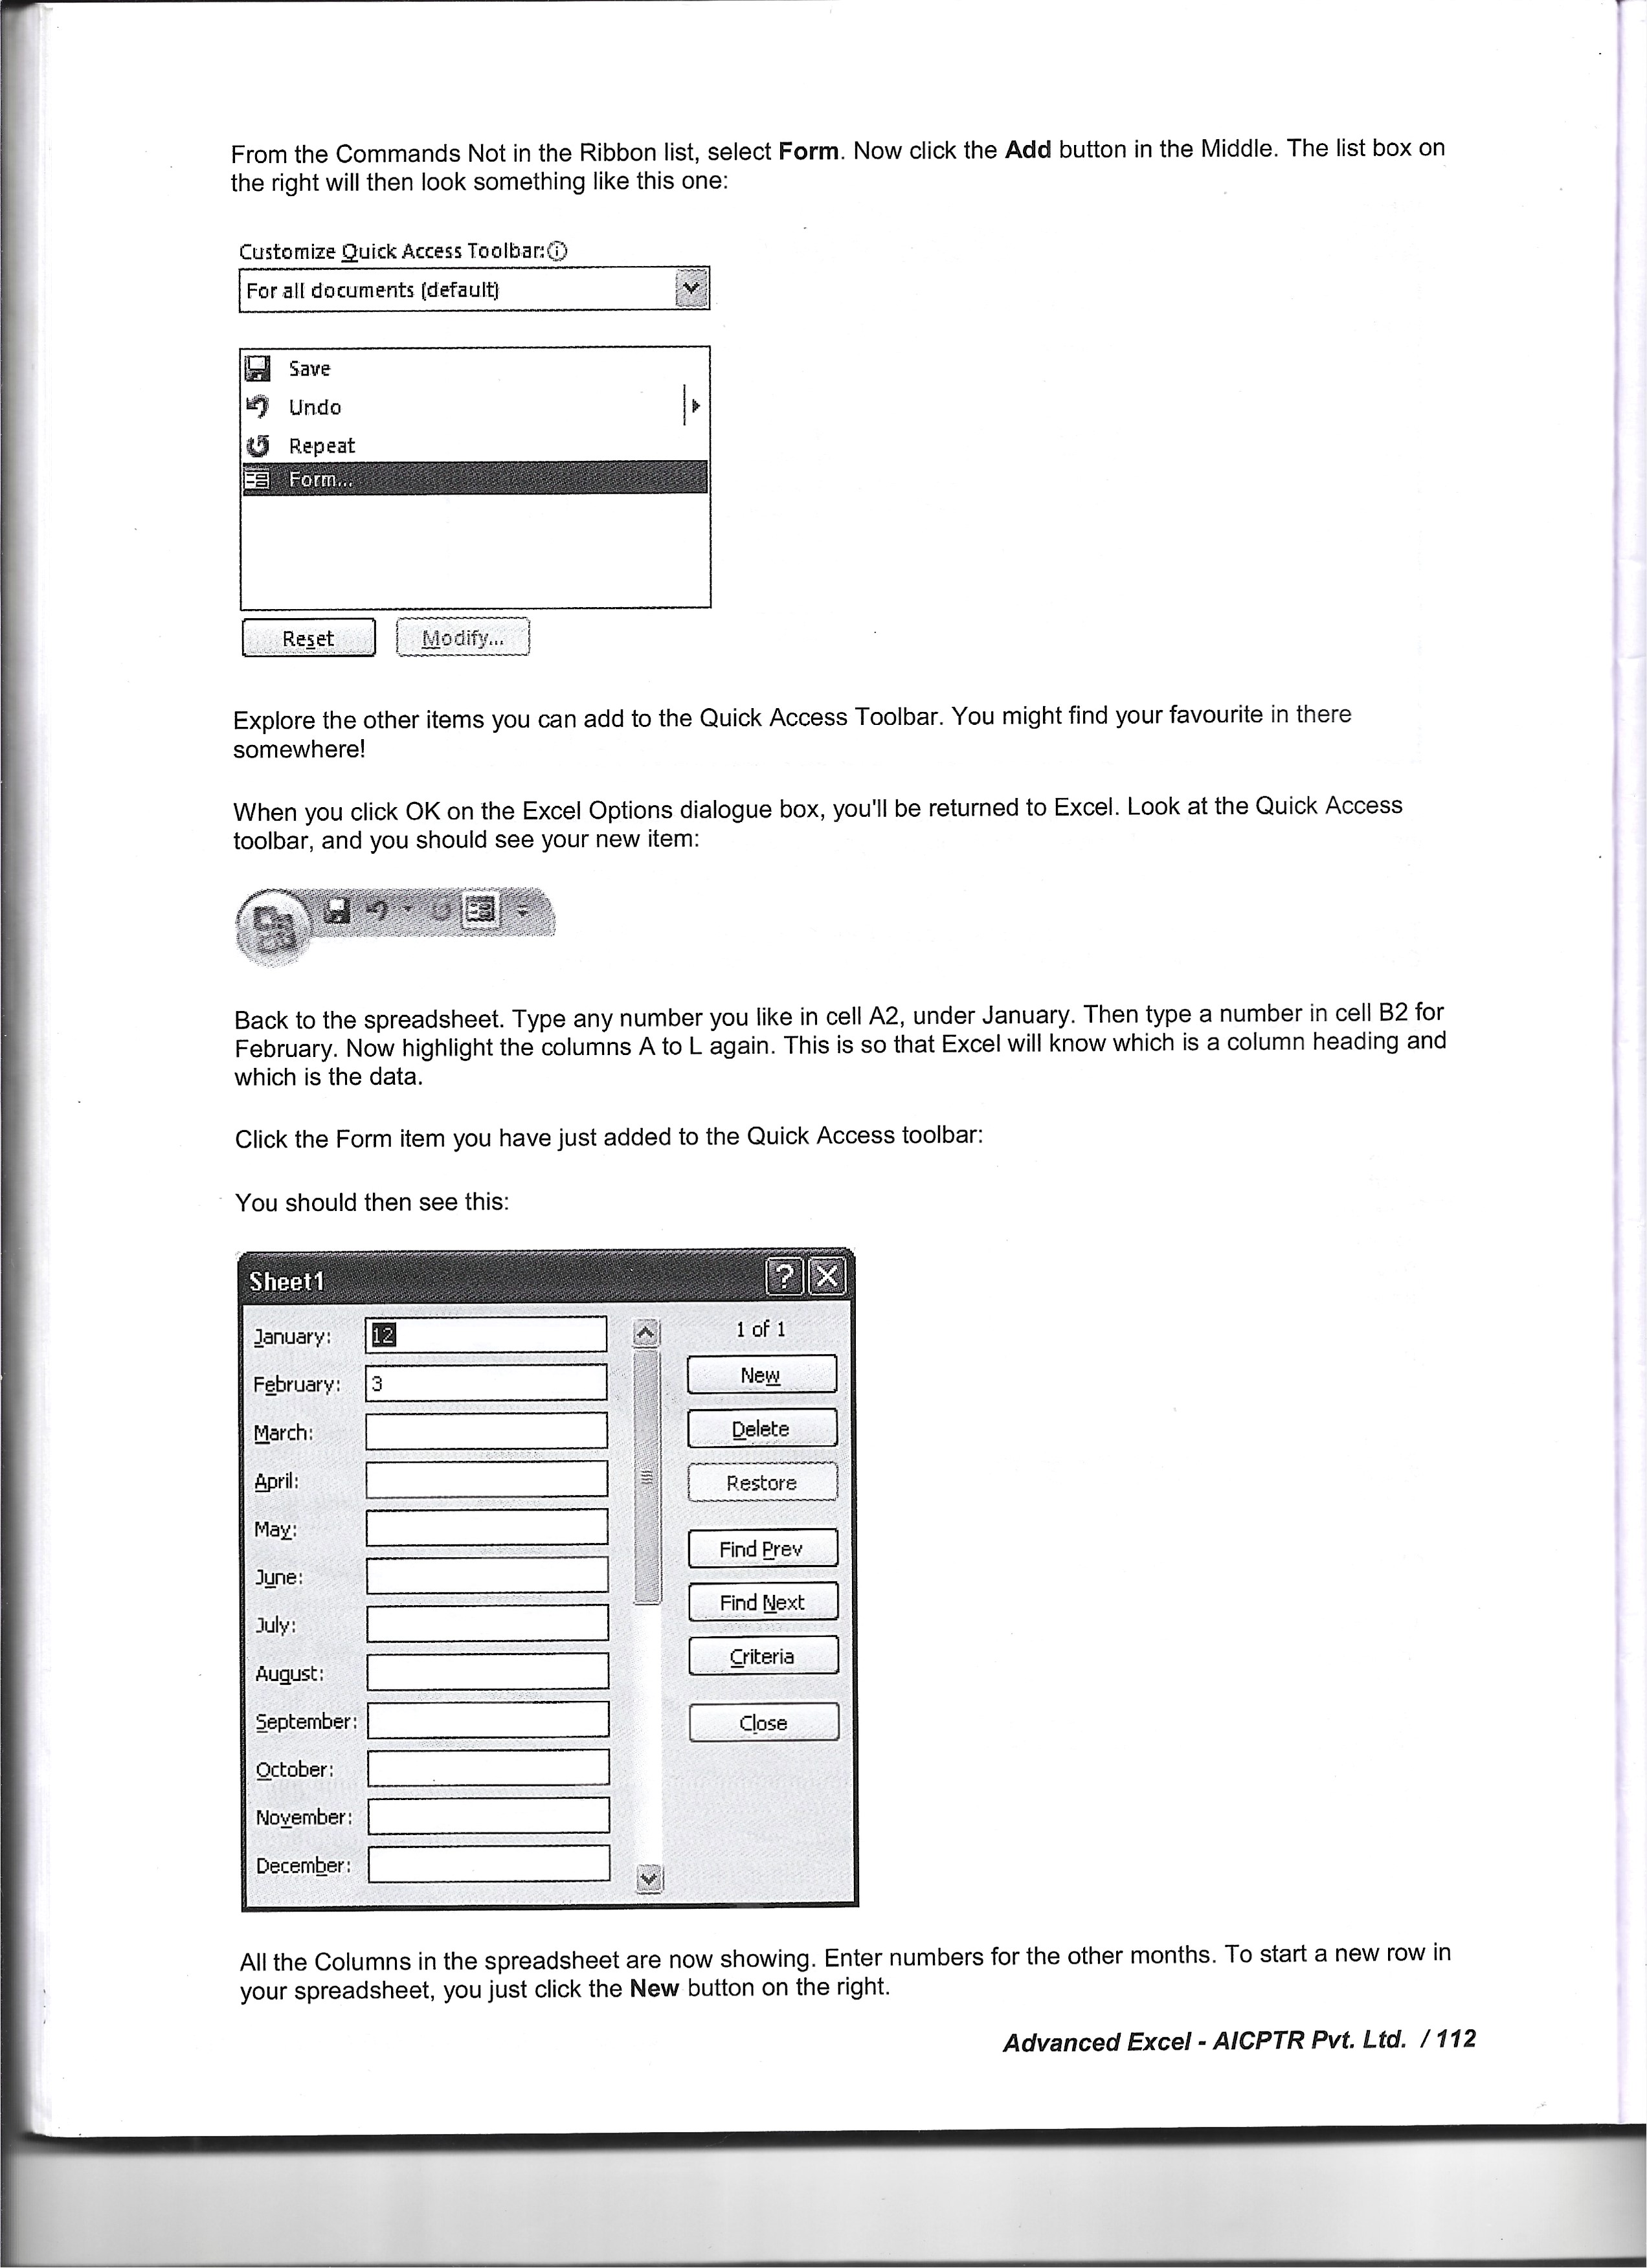 From the Commands Not in the Ribbon list, select Form. Now click the Add button in the Middle. The list box on
the right will then look something like this one:
Customize Quick Access Toolbar:
For all documents (default)
Save
Undo
Repeat
Form...
Reset
Modify...
Explore the other items you can add to the Quick Access Toolbar. You might find your favourite in there
somewhere!
When you click OK on the Excel Options dialogue box, you'll be returned to Excel. Look at the Quick Access
toolbar, and you should see your new item:
Back to the spreadsheet. Type any number you like in cell A2, under January. Then type a number in cell B2 for
February. Now highlight the columns A to L again. This is so that Excel will know which is a column heading and
which is the data.
Click the Form item you have just added to the Quick Access toolbar:
You should then see this:
Sheet1
January: 12
February: 3
March:
April:
May:
June:
July:
August:
September:
October:
November:
December:
1 of 1
New
Delete
Restore
Find Prev
Find Next
Criteria
Close
All the Columns in the spreadsheet are now showing. Enter numbers for the other months. To start a new row in
your spreadsheet, you just click the New button on the right.
Advanced Excel - AICPTR Pvt. Ltd. / 112